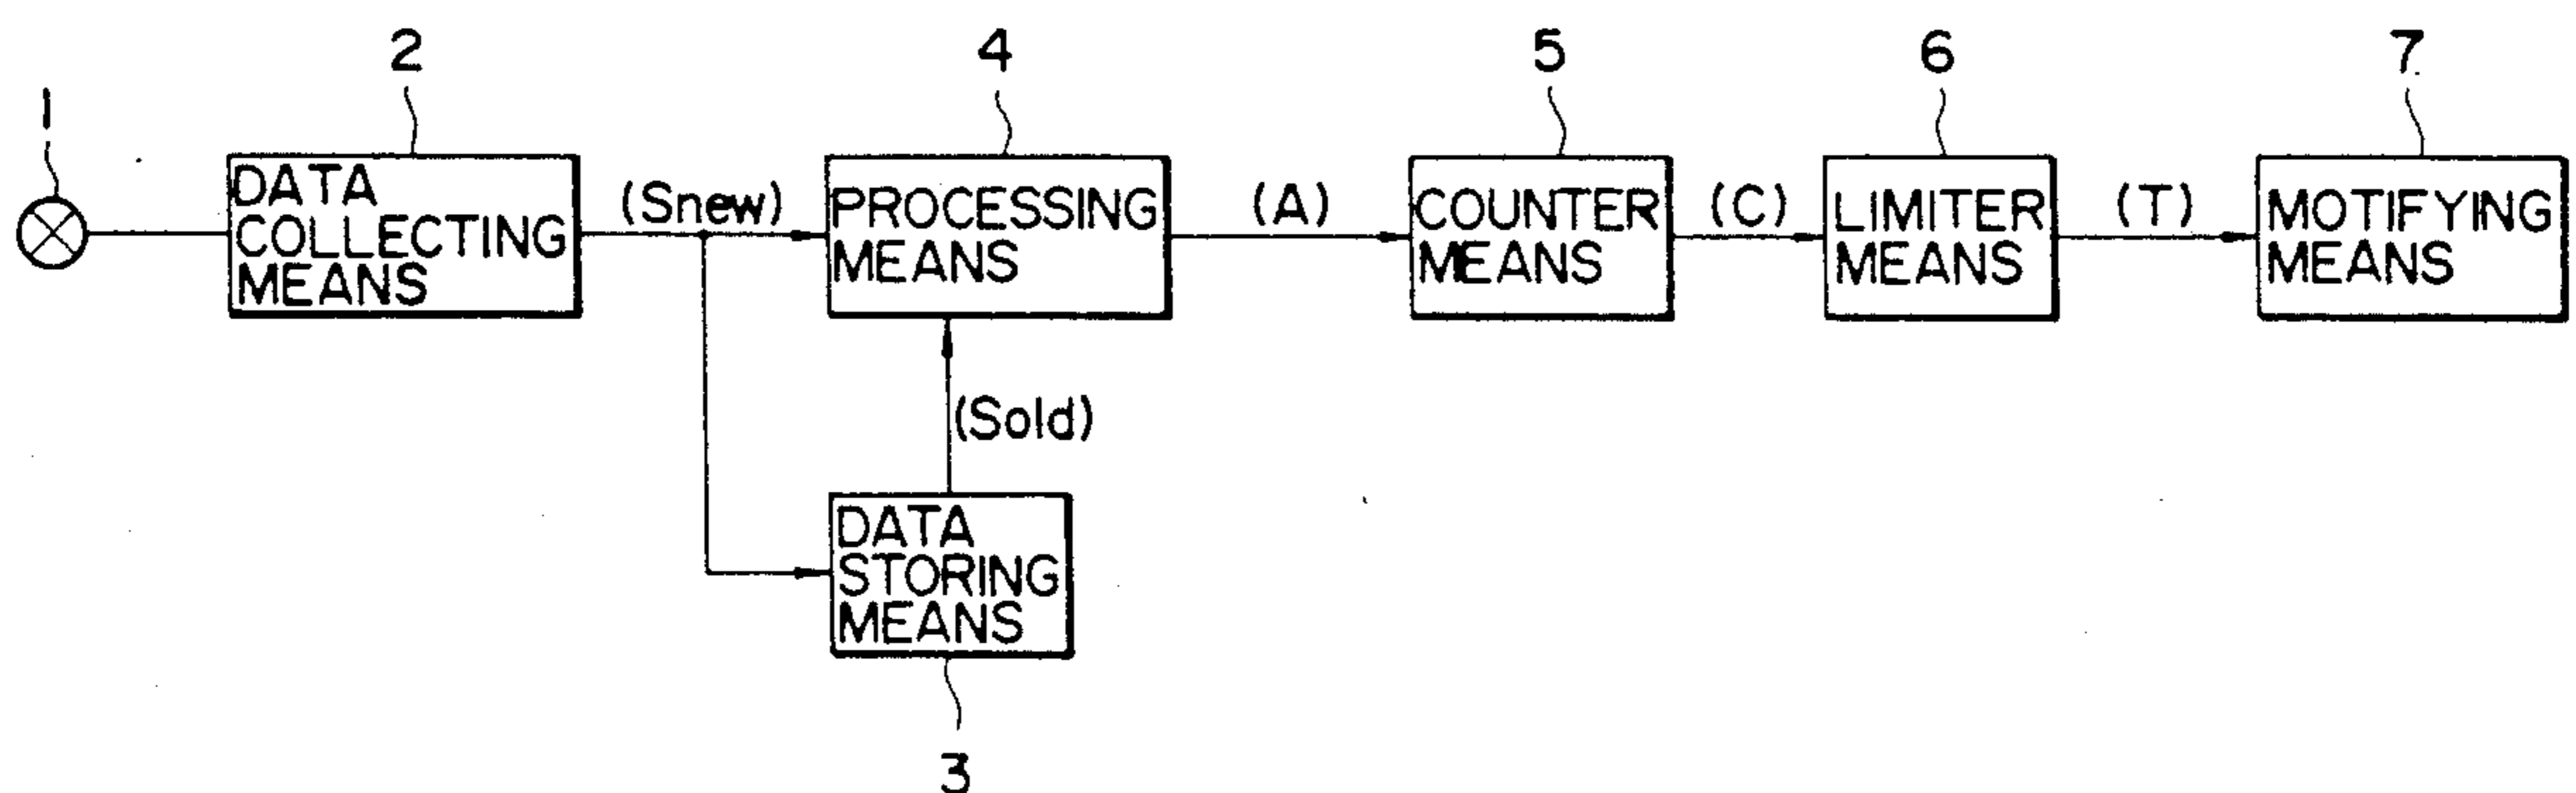 1
2
4
5
6
7
DATA
COLLECTING
MEANS
(Snew)
PROCESSING
MEANS
(A)
COUNTER
MEANS
(C)
LIMITER
MEANS
(T)
MOTIFYING
MEANS
(Sold)
DATA
STORING
MEANS
3